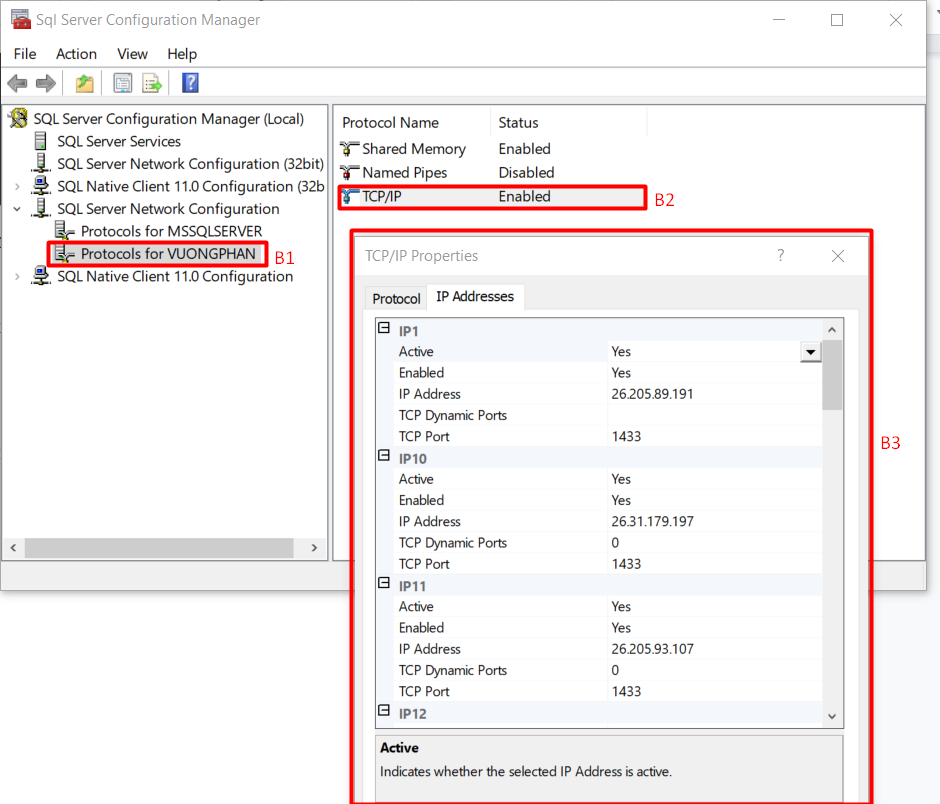 Sql Server Configuration Manager
File Action View Help
SQL Server Configuration Manager (Local)
SQL Server Services
SQL Server Network Configuration (32bit)
SQL Native Client 11.0 Configuration (32b
SQL Server Network Configuration
Protocols for MSSQLSERVER
Protocols for VUONGPHAN B1
SQL Native Client 11.0 Configuration
Protocol Name Status
Shared Memory Enabled
Named Pipes Disabled
TCP/IP Enabled B2
TCP/IP Properties ?
Protocol IP Addresses
IP1
Active Yes
Enabled Yes
IP Address 26.205.89.191
TCP Dynamic Ports
TCP Port 1433
B3
IP10
Active Yes
Enabled Yes
IP Address 26.31.179.197
TCP Dynamic Ports 0
TCP Port 1433
IP11
Active Yes
Enabled Yes
IP Address 26.205.93.107
TCP Dynamic Ports 0
TCP Port 1433
IP12
Active
Indicates whether the selected IP Address is active.